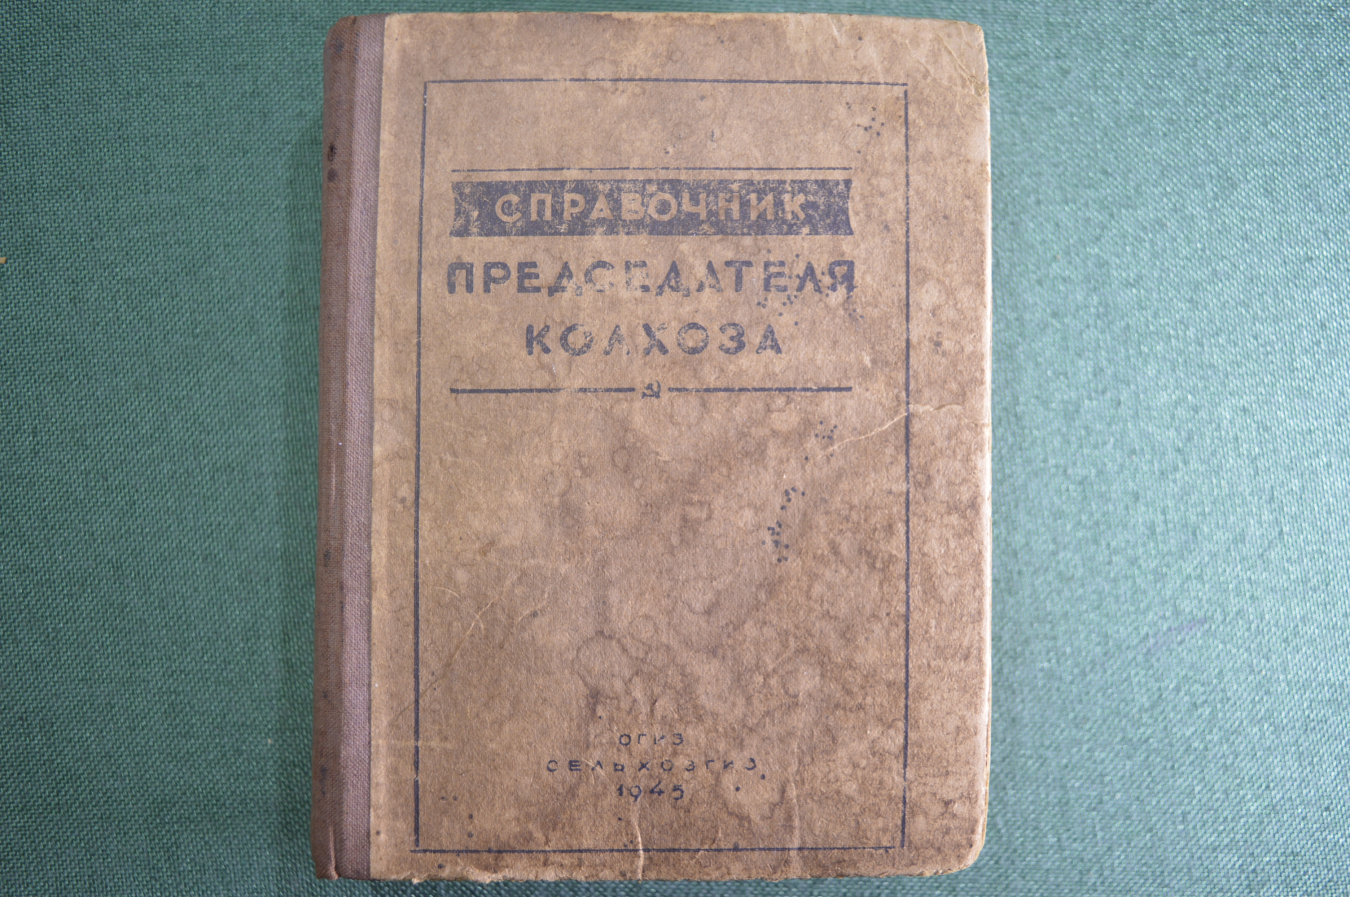 СПРАВОЧНИК
ПРЕДСЕДАТЕЛЯ
КОЛХОЗА
ОГИЗ
СЕЛЬХОЗГИЗ
1945